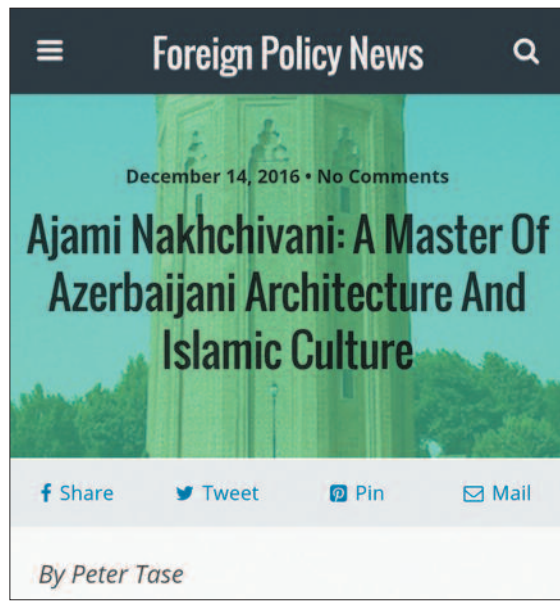 Foreign Policy News
December 14, 2016 • No Comments
Ajami Nakhchivani: A Master Of
Azerbaijani Architecture And
Islamic Culture
Share
Tweet
Pin
Mail
By Peter Tase